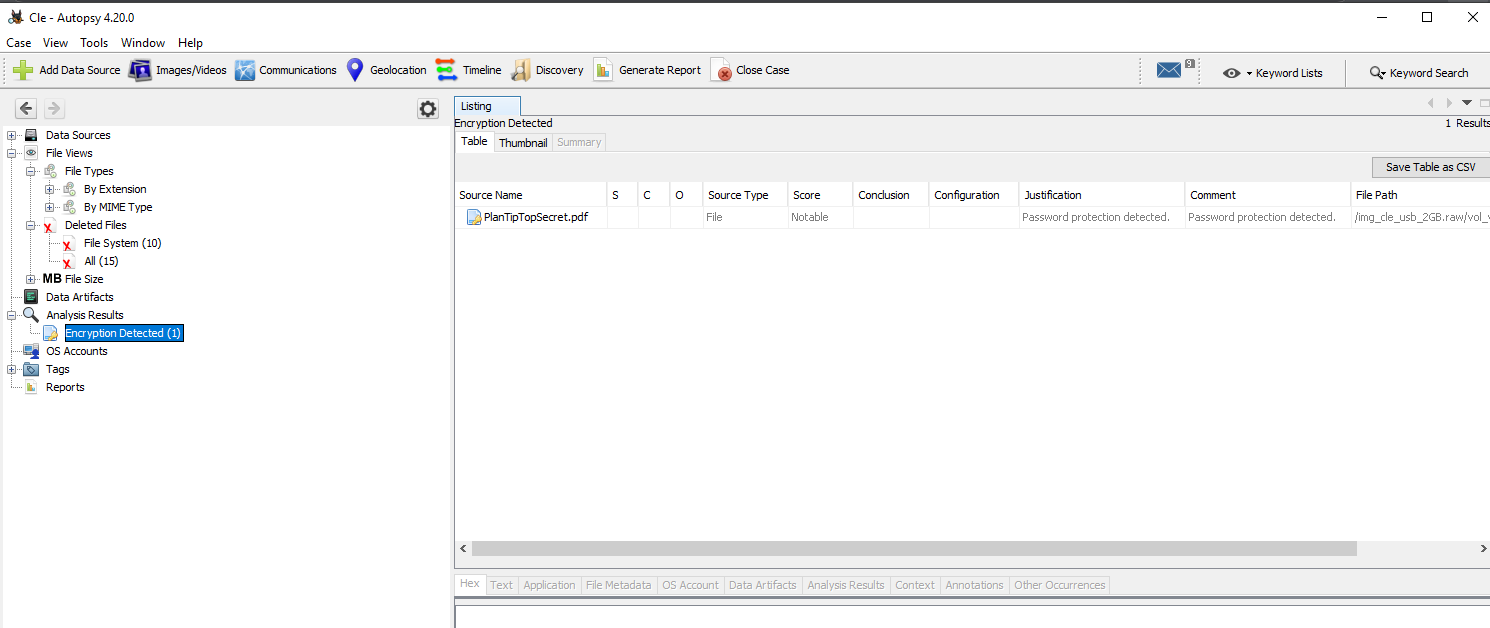 Cle - Autopsy 4.20.0
Case View Tools Window Help
Add Data Source Images/Videos Communications Geolocation Timeline Discovery Generate Report Close Case 9 Keyword Lists Keyword Search
Data Sources
File Views
File Types
By Extension
By MIME Type
Deleted Files
File System (10)
All (15)
MB File Size
Data Artifacts
Analysis Results
Encryption Detected (1)
OS Accounts
Tags
Reports
Listing
Encryption Detected
1 Results
Table Thumbnail Summary
Save Table as CSV
Source Name S C O Source Type Score Conclusion Configuration Justification Comment File Path
PlanTipTopSecret.pdf File Notable Password protection detected. Password protection detected. /img_cle_usb_2GB.raw/vol_v
Hex Text Application File Metadata OS Account Data Artifacts Analysis Results Context Annotations Other Occurrences